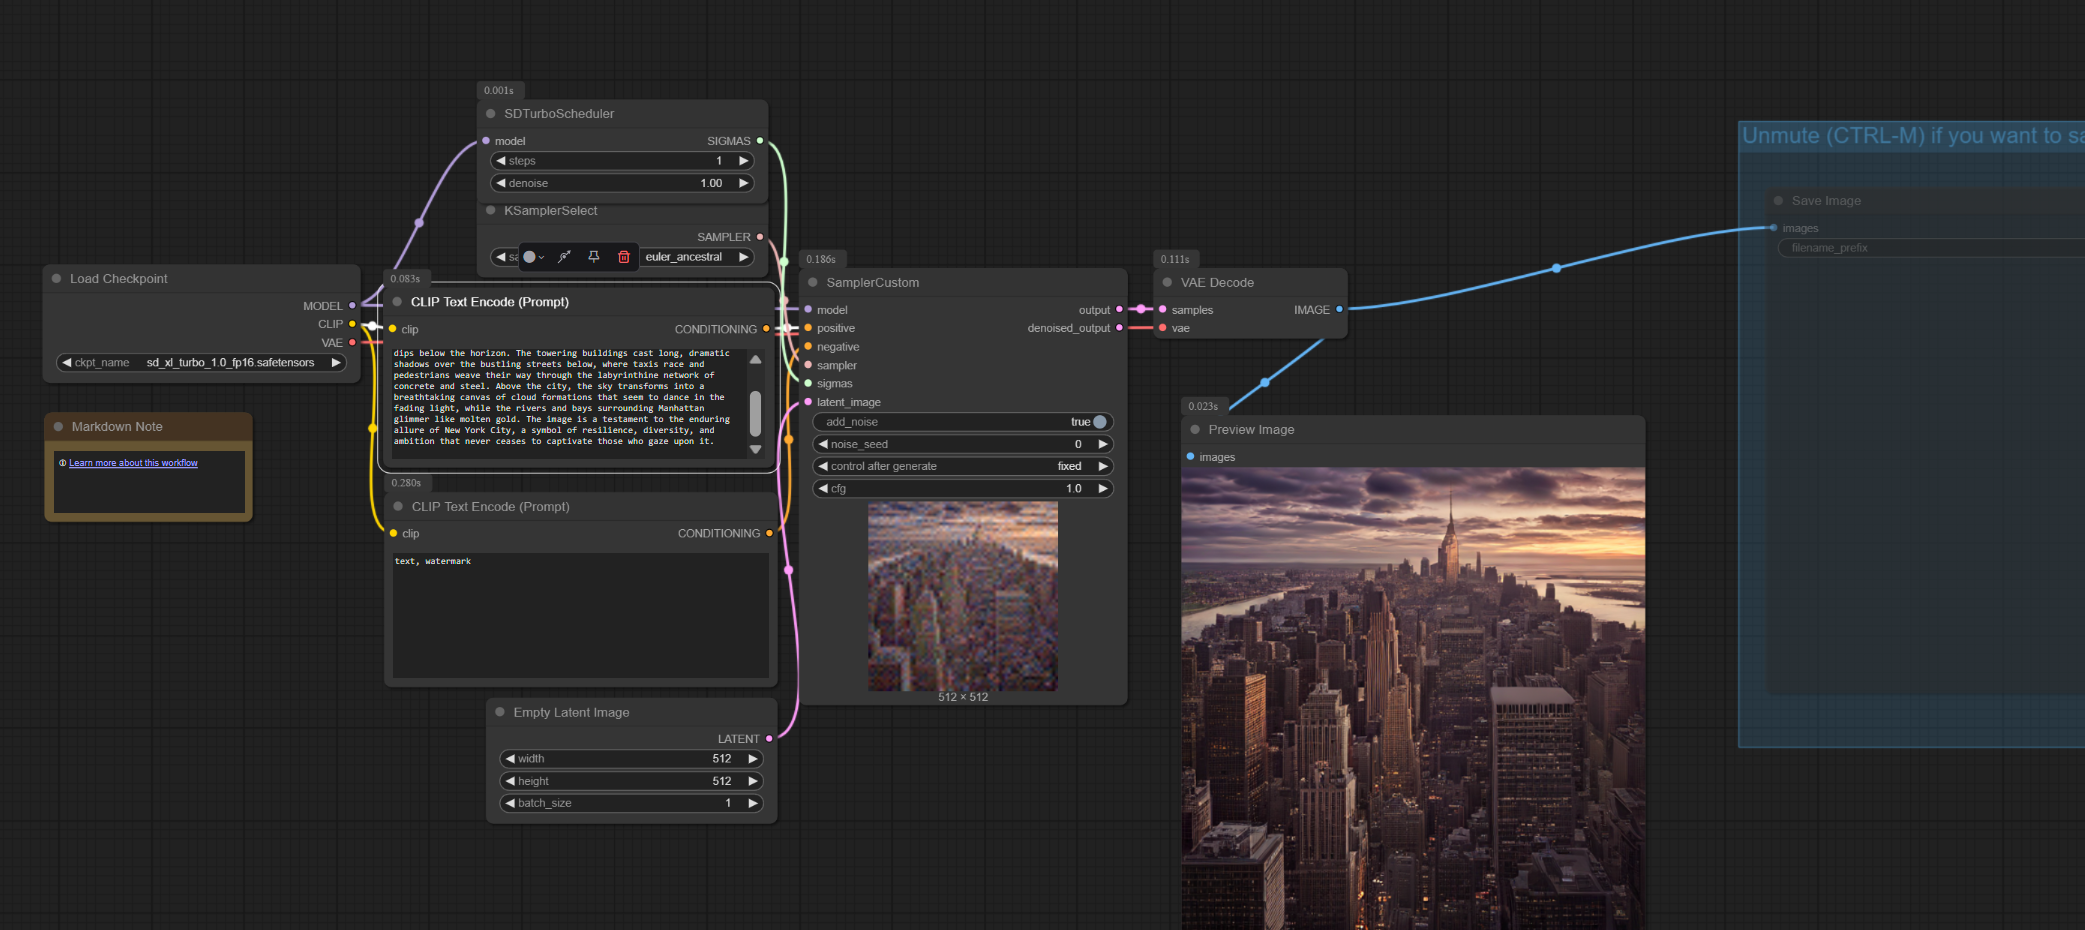 0.001s
SDTurboScheduler
model SIGMAS
steps 1
denoise 1.00
KSamplerSelect
SAMPLER
sa euler_ancestral
Load Checkpoint
MODEL
CLIP
VAE
ckpt_name sd_xl_turbo_1.0_fp16.safetensors
Markdown Note
Learn more about this workflow
0.083s
CLIP Text Encode (Prompt)
clip CONDITIONING
dips below the horizon. The towering buildings cast long, dramatic
shadows over the bustling streets below, where taxis race and
pedestrians weave their way through the labyrinthine network of
concrete and steel. Above the city, the sky transforms into a
breathtaking canvas of cloud formations that seem to dance in the
fading light, while the rivers and bays surrounding Manhattan
glimmer like molten gold. The image is a testament to the enduring
allure of New York City, a symbol of resilience, diversity, and
ambition that never ceases to captivate those who gaze upon it.
0.280s
CLIP Text Encode (Prompt)
clip CONDITIONING
text, watermark
Empty Latent Image
LATENT
width 512
height 512
batch_size 1
0.186s
SamplerCustom
model output
positive denoised_output
negative
sampler
sigmas
latent_image
add_noise true
noise_seed 0
control after generate fixed
cfg 1.0
512 × 512
0.111s
VAE Decode
samples IMAGE
vae
0.023s
Preview Image
images
Unmute (CTRL-M) if you want to sa
Save Image
images
filename_prefix